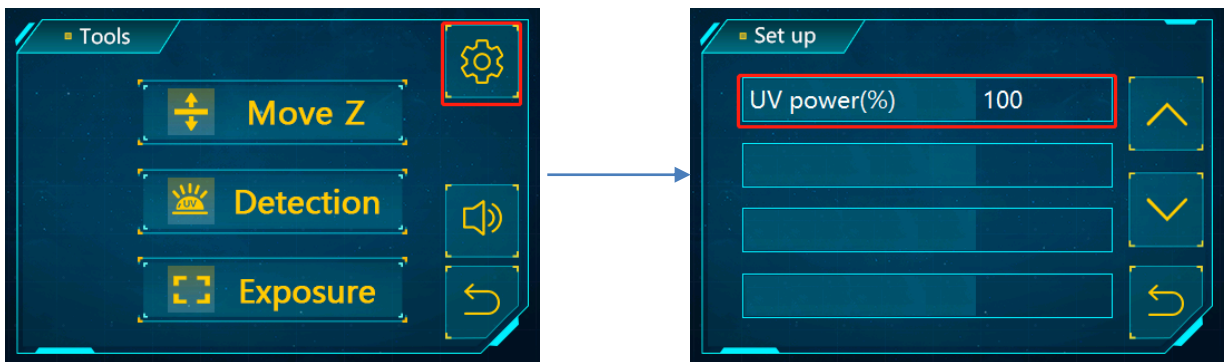 Tools
Move Z
UV
Detection
Exposure
Set up
UV power(%) 100